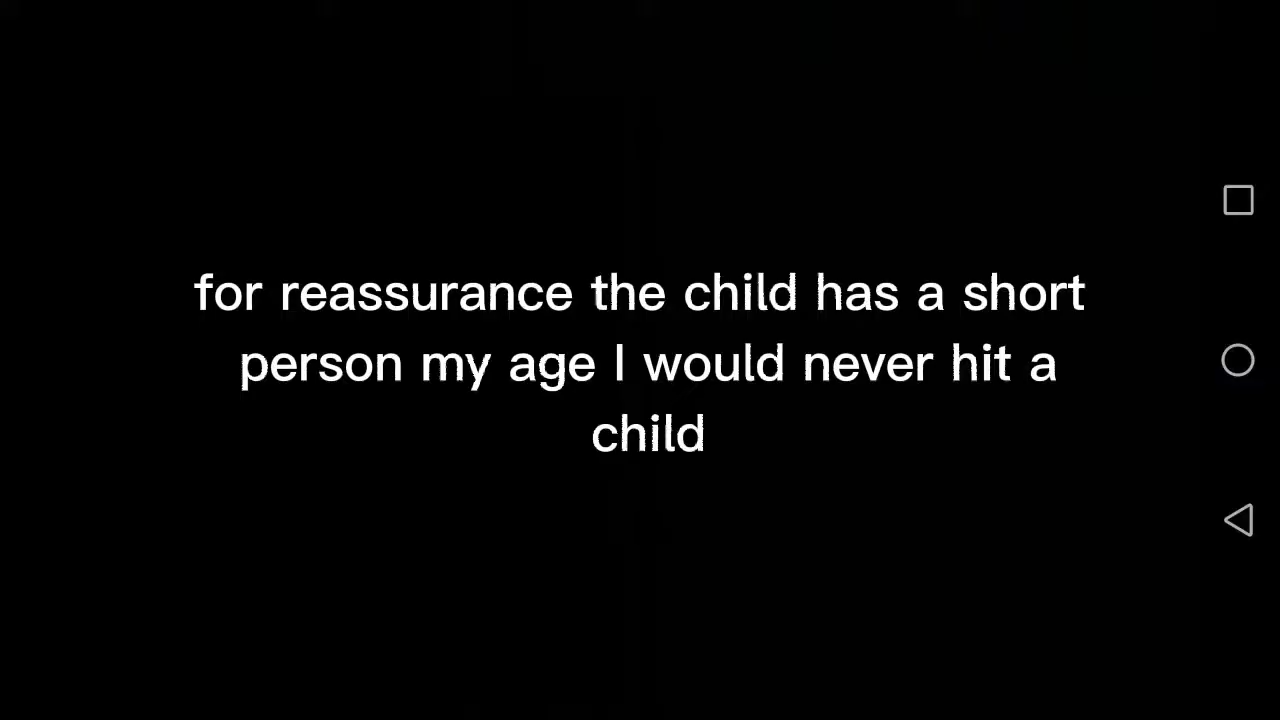 for reassurance the child has a short
person my age I would never hit a
child